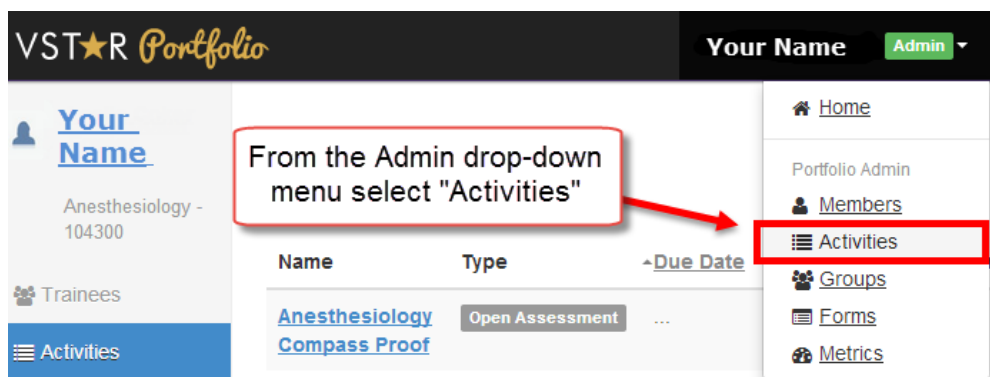 VST★R Portfolio
Your Name Admin
Your
Name
Anesthesiology -
104300
Trainees
Activities
From the Admin drop-down
menu select "Activities"
Name Type Due Date
Anesthesiology Open Assessment ...
Compass Proof
Home
Portfolio Admin
Members
Activities
Groups
Forms
Metrics